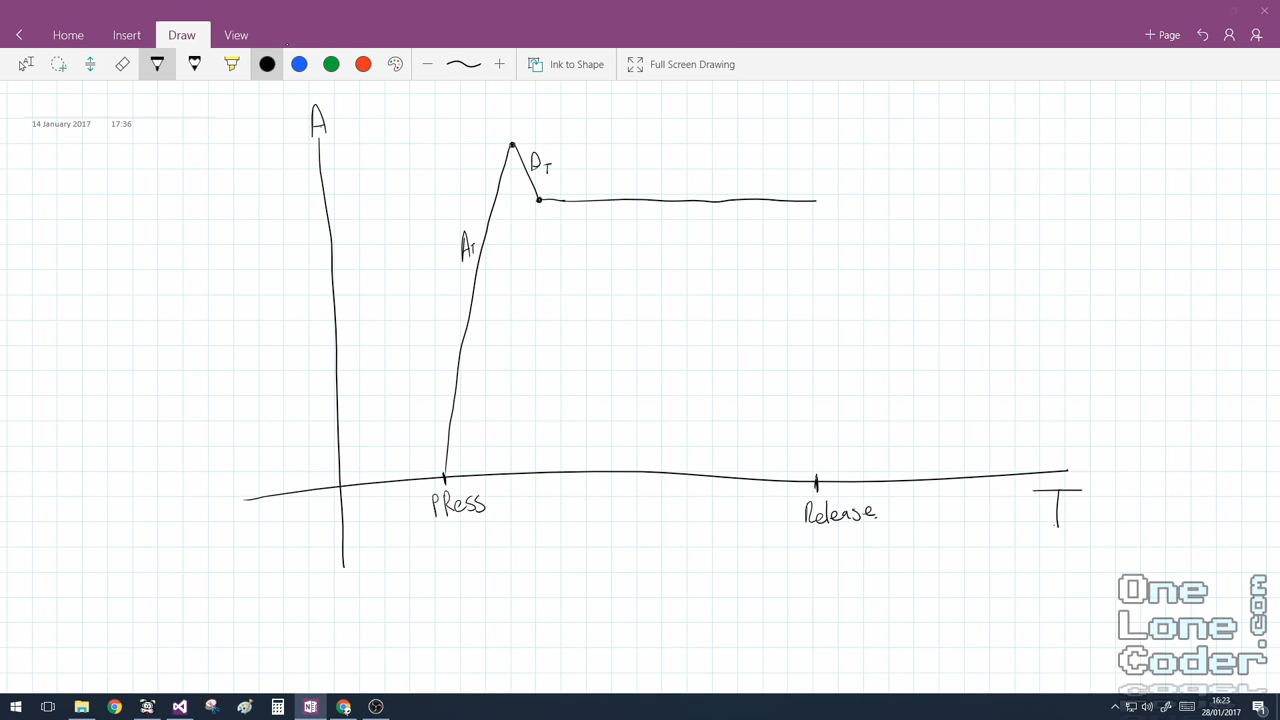 Home Insert Draw View + Page
Ink to Shape Full Screen Drawing
14 January 2017 17:36
A
DT
AT
PRess
Release.
T
One
Lone
Coder.com
16:23
28/01/2017